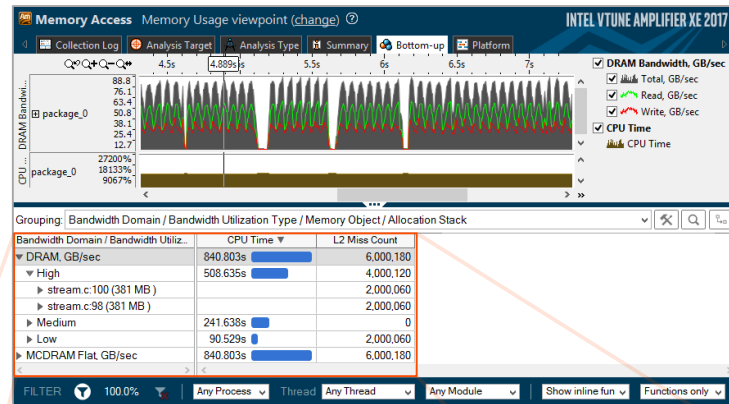 Memory Access Memory Usage viewpoint (change) INTEL VTUNE AMPLIFIER XE 2017
Collection Log Analysis Target Analysis Type Summary Bottom-up Platform
4.5s 4.889s 5.5s 6s 6.5s 7s
DRAM Bandwi...
package_0
88.8
76.1
63.4
50.8
38.1
25.4
12.7
DRAM Bandwidth, GB/sec
Total, GB/sec
Read, GB/sec
Write, GB/sec
CPU Time
CPU Time
CPU ...
package_0
27200%
18133%
9067%
Grouping: Bandwidth Domain / Bandwidth Utilization Type / Memory Object / Allocation Stack
Bandwidth Domain / Bandwidth Utiliz... CPU Time L2 Miss Count
DRAM, GB/sec 840.803s 6,000,180
High 508.635s 4,000,120
stream.c:100 (381 MB ) 2,000,060
stream.c:98 (381 MB ) 2,000,060
Medium 241.638s 0
Low 90.529s 2,000,060
MCDRAM Flat, GB/sec 840.803s 6,000,180
FILTER 100.0% Any Process Thread Any Thread Any Module Show inline fun Functions only